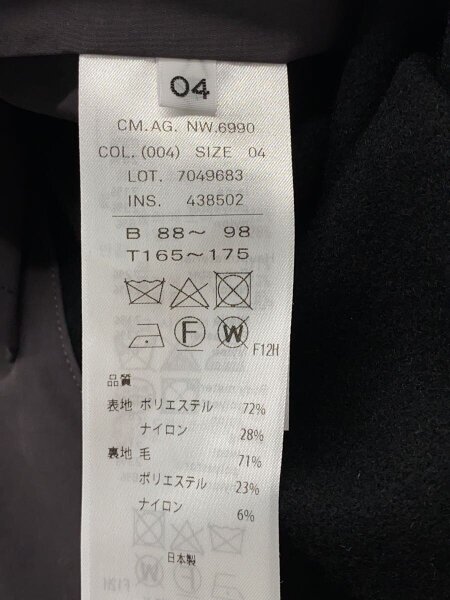 04
CM.AG. NW.6990
COL.(004) SIZE 04
LOT. 7049683
INS. 438502
B 88～ 98
T165～175
F W F12H
品質
表地 ポリエステル 72%
ナイロン 28%
裏地 毛 71%
ポリエステル 23%
ナイロン 6%
日本製
F12H